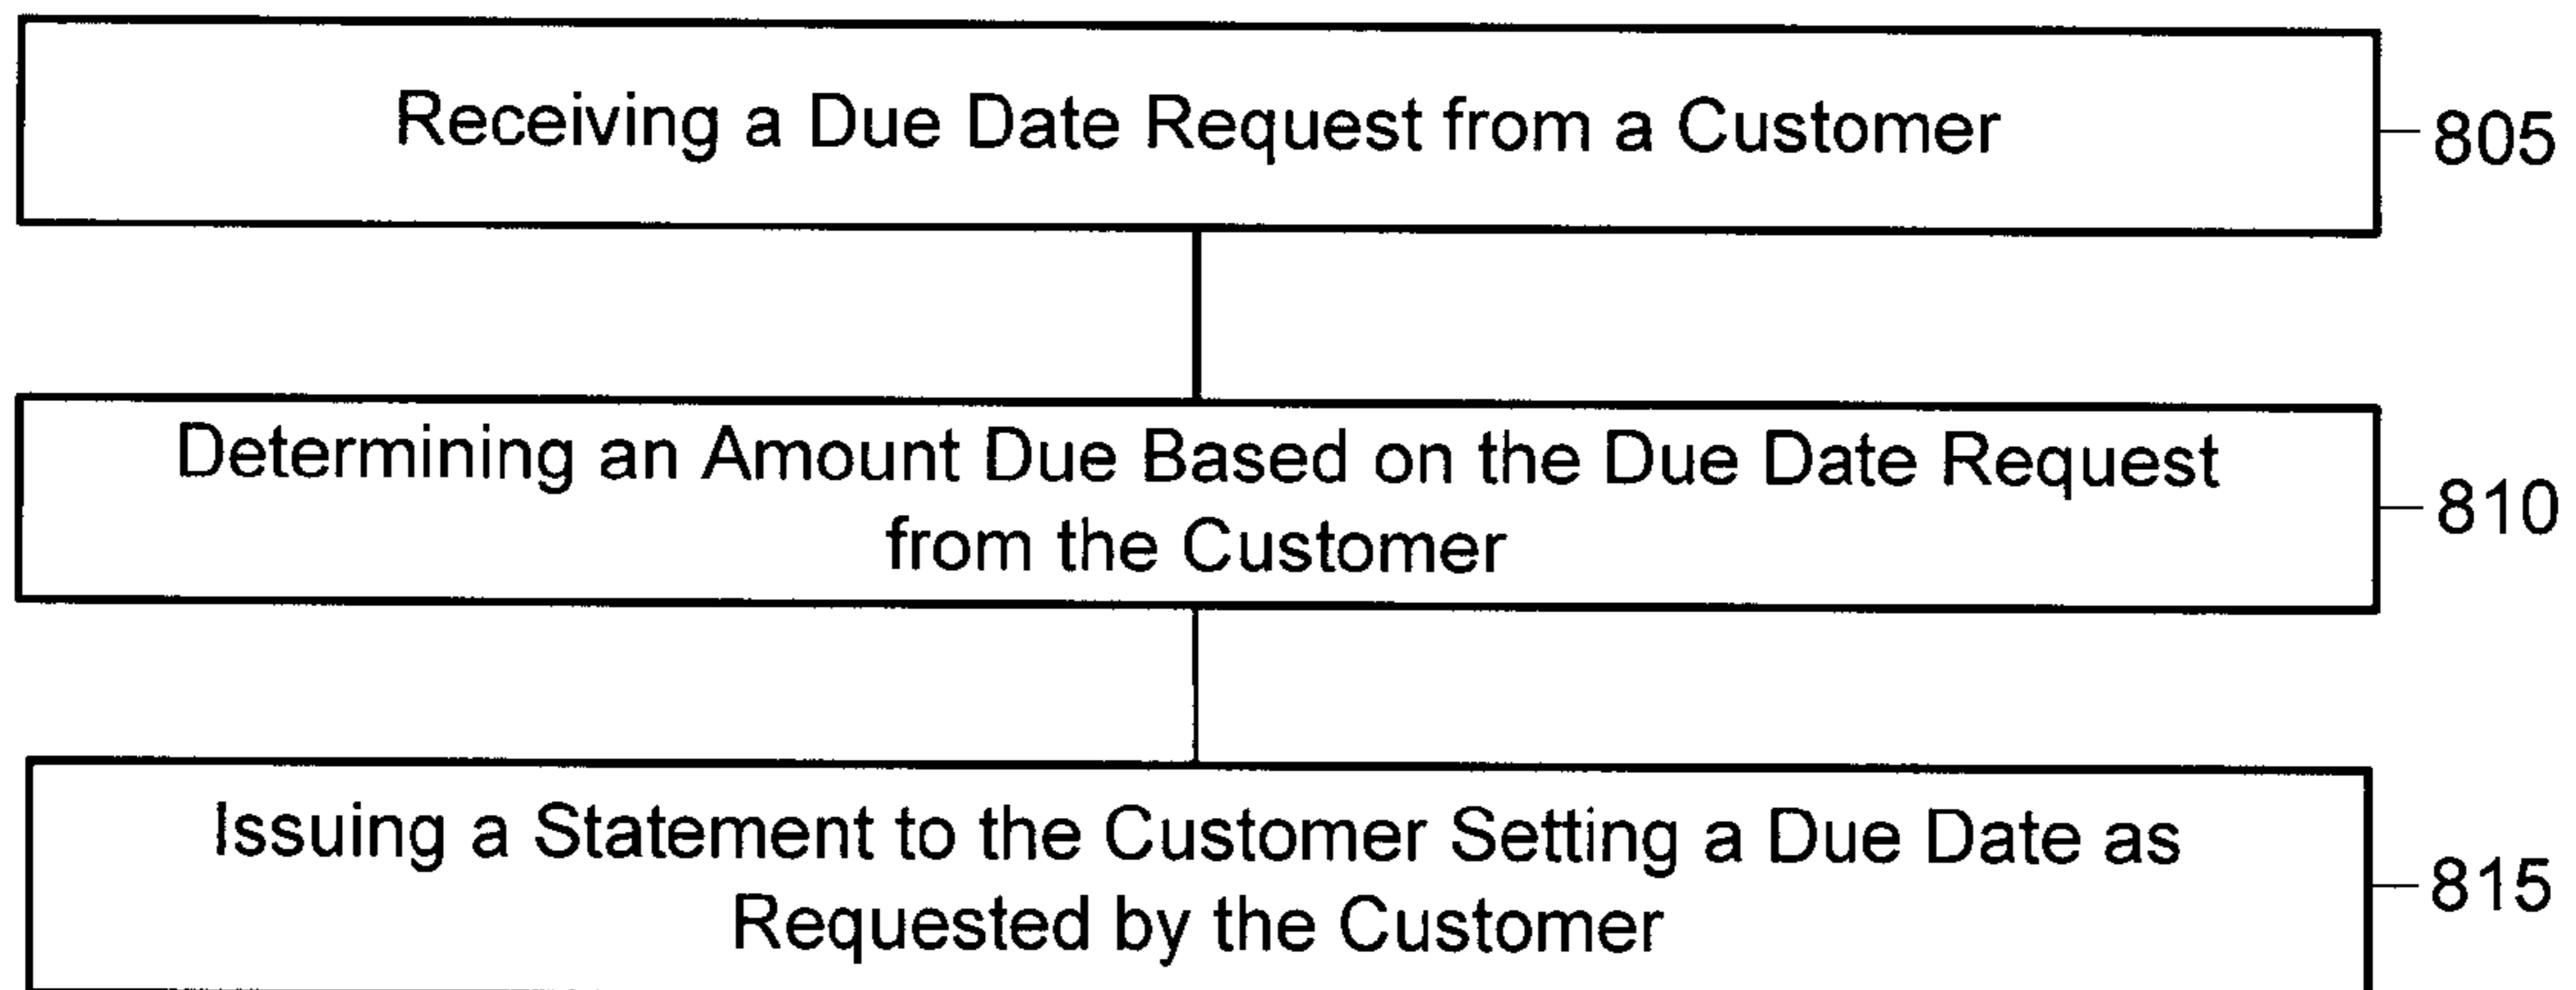 Receiving a Due Date Request from a Customer
805
Determining an Amount Due Based on the Due Date Request
from the Customer
810
Issuing a Statement to the Customer Setting a Due Date as
Requested by the Customer
815